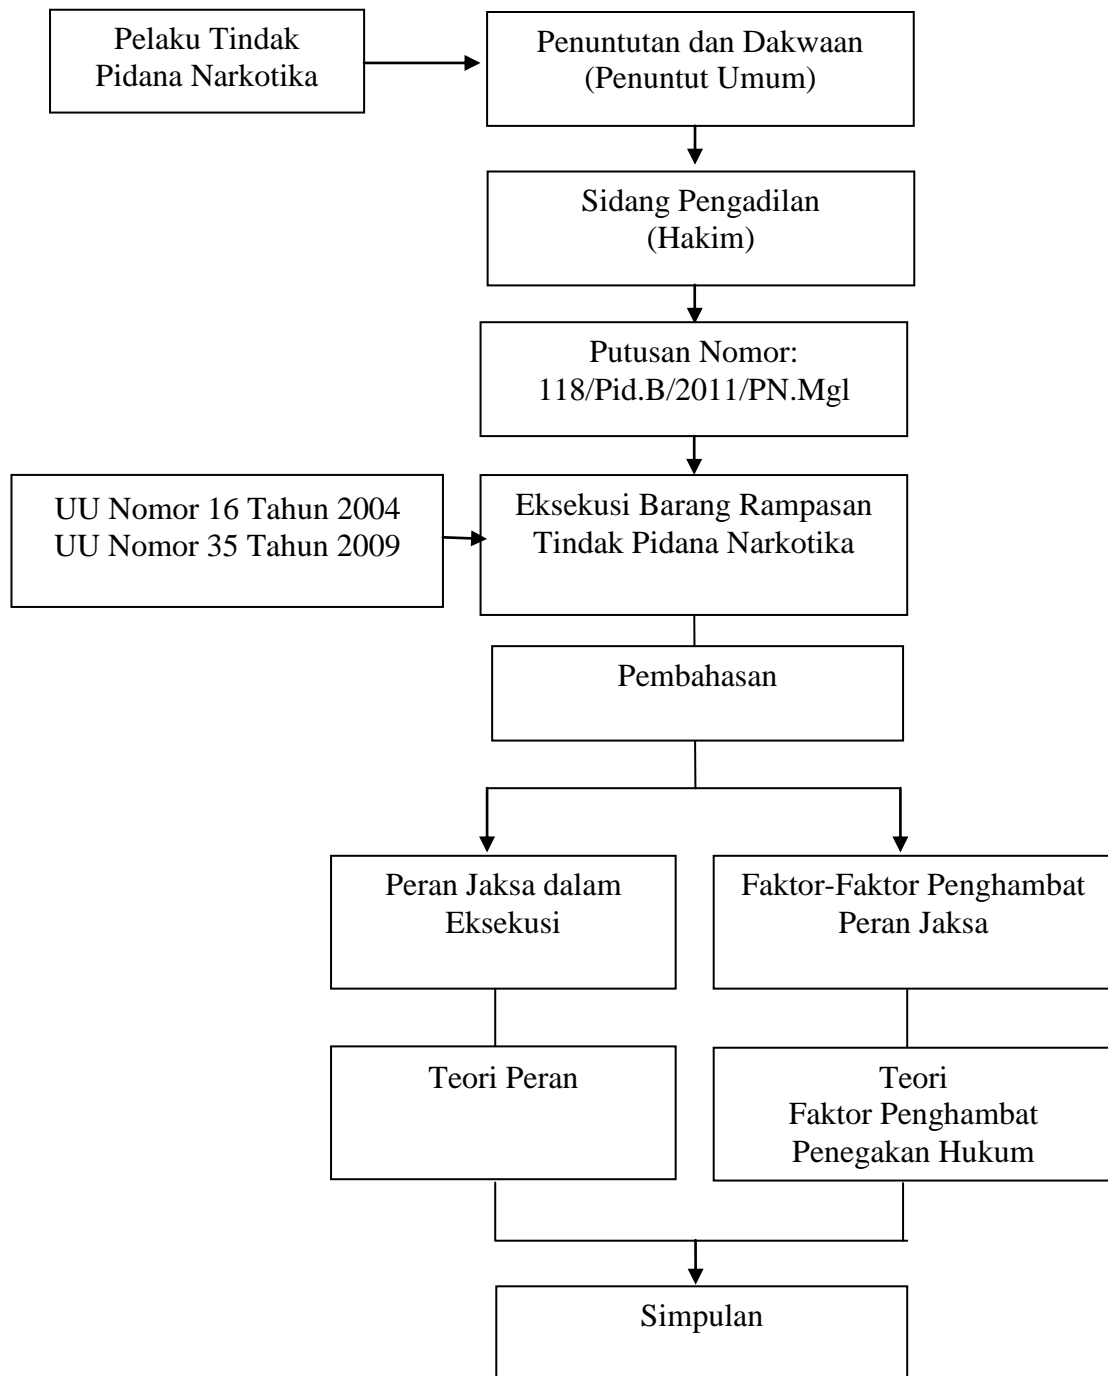 Pelaku Tindak
Pidana Narkotika
Penuntutan dan Dakwaan
(Penuntut Umum)
Sidang Pengadilan
(Hakim)
Putusan Nomor:
118/Pid.B/2011/PN.Mgl
UU Nomor 16 Tahun 2004
UU Nomor 35 Tahun 2009
Eksekusi Barang Rampasan
Tindak Pidana Narkotika
Pembahasan
Peran Jaksa dalam
Eksekusi
Faktor-Faktor Penghambat
Peran Jaksa
Teori Peran
Teori
Faktor Penghambat
Penegakan Hukum
Simpulan